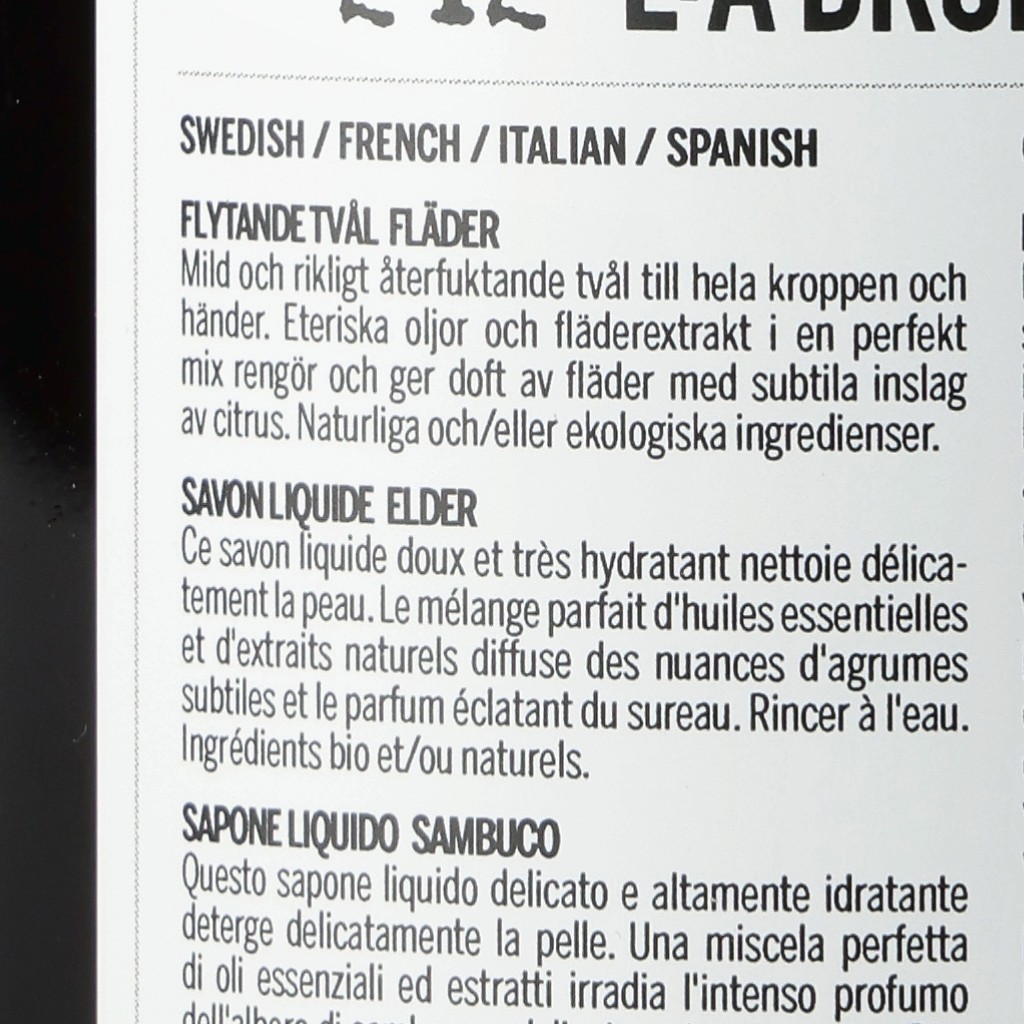 SWEDISH / FRENCH / ITALIAN / SPANISH
FLYTANDE TVÅL FLÄDER
Mild och rikligt återfuktande tvål till hela kroppen och
händer. Eteriska oljor och fläderextrakt i en perfekt
mix rengör och ger doft av fläder med subtila inslag
av citrus. Naturliga och/eller ekologiska ingredienser.
SAVON LIQUIDE ELDER
Ce savon liquide doux et très hydratant nettoie délica-
tement la peau. Le mélange parfait d'huiles essentielles
et d'extraits naturels diffuse des nuances d'agrumes
subtiles et le parfum éclatant du sureau. Rincer à l'eau.
Ingrédients bio et/ou naturels.
SAPONE LIQUIDO SAMBUCO
Questo sapone liquido delicato e altamente idratante
deterge delicatamente la pelle. Una miscela perfetta
di oli essenziali ed estratti irradia l'intenso profumo